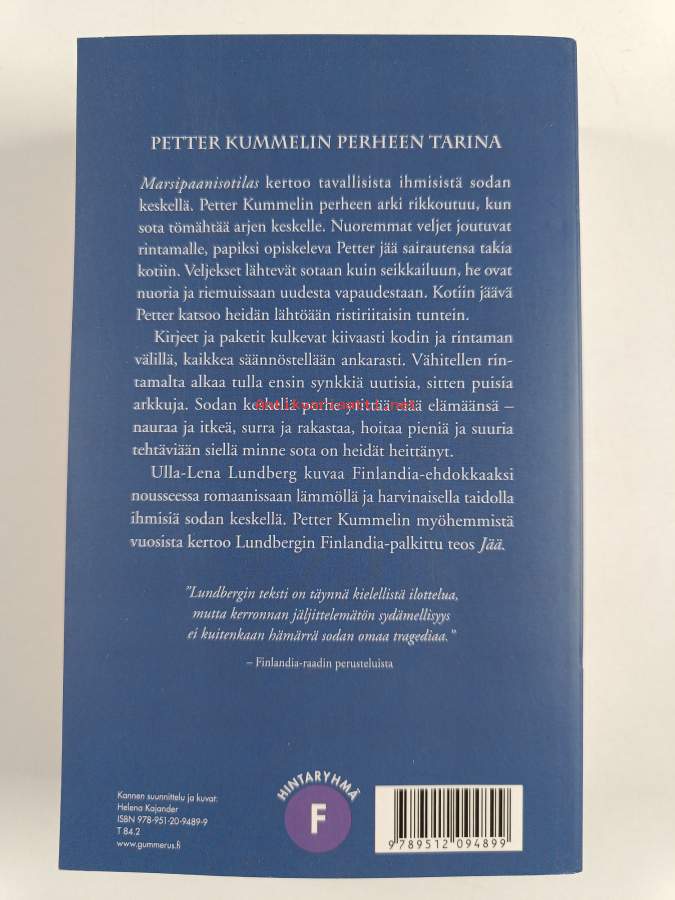 PETTER KUMMELIN PERHEEN TARINA
Marsipaanisotilas kertoo tavallisista ihmisistä sodan
keskellä. Petter Kummelin perheen arki rikkoutuu, kun
sota tömähtää arjen keskelle. Nuoremmat veljet joutuvat
rintamalle, papiksi opiskeleva Petter jää sairautensa takia
kotiin. Veljekset lähtevät sotaan kuin seikkailuun, he ovat
nuoria ja riemuissaan uudesta vapaudestaan. Kotiin jäävä
Petter katsoo heidän lähtöään ristiriitaisin tuntein.
Kirjeet ja paketit kulkevat kiivaasti kodin ja rintaman
välillä, kaikkea säännöstellään ankarasti. Vähitellen rin-
tamalta alkaa tulla ensin synkkiä uutisia, sitten puisia
arkkuja. Sodan keskellä perhe yrittää elää elämäänsä –
nauraa ja itkeä, surra ja rakastaa, hoitaa pieniä ja suuria
tehtäviään siellä minne sota on heidät heittänyt.
Ulla-Lena Lundberg kuvaa Finlandia-ehdokkaaksi
nousseessa romaanissaan lämmöllä ja harvinaisella taidolla
ihmisiä sodan keskellä. Petter Kummelin myöhemmistä
vuosista kertoo Lundbergin Finlandia-palkittu teos Jää.
”Lundbergin teksti on täynnä kielellistä ilottelua,
mutta kerronnan jäljittelemätön sydämellisyys
ei kuitenkaan hämärrä sodan omaa tragediaa.”
– Finlandia-raadin perusteluista
Kannen suunnittelu ja kuvat:
Helena Kajander
ISBN 978-951-20-9489-9
T 84.2
www.gummerus.fi
HINTARYHMÄ
F
9 789512 094899